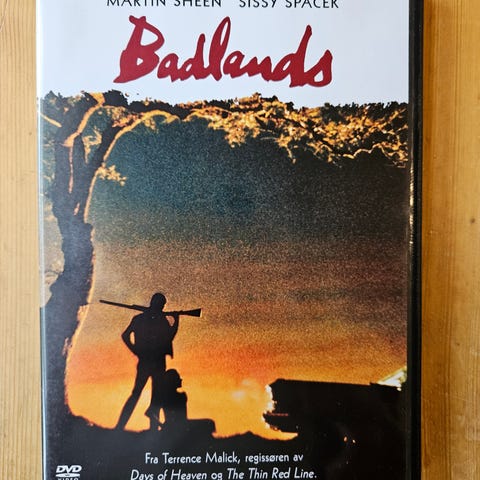 MARTIN SHEEN SISSY SPACEK
Badlands
Fra Terrence Malick, regissøren av
Days of Heaven og The Thin Red Line.
DVD
VIDEO